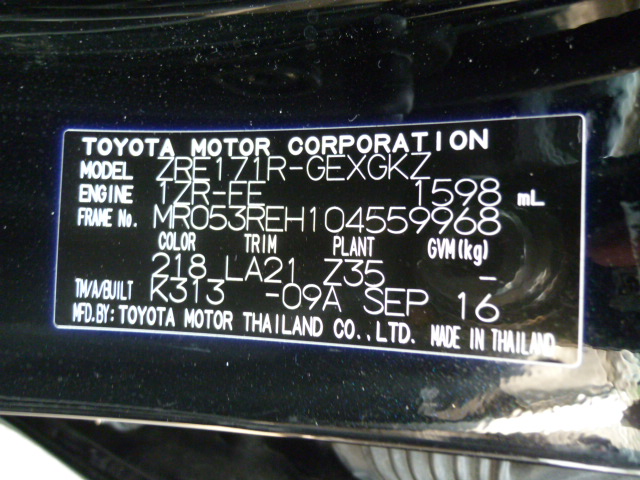 TOYOTA MOTOR CORPORATION
MODEL ZRE171R-GEXGKZ
ENGINE 1ZR-FE 1598 mL
FRAME No. MR053REH104559968
COLOR TRIM PLANT GVM(kg)
218 LA21 Z35 -
TM/A/BUILT K313 -09A SEP 16
MFD.BY: TOYOTA MOTOR THAILAND CO.,LTD. MADE IN THAILAND